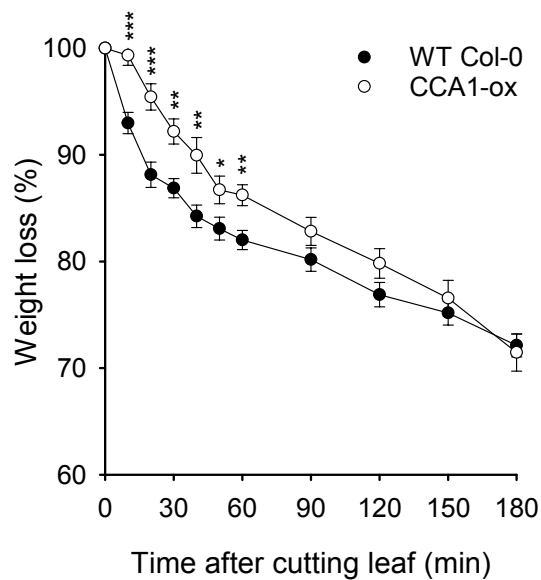 WT Col-0
CCA1-ox
***
***
**
**
*
**
100
90
80
70
60
Weight loss (%)
0 30 60 90 120 150 180
Time after cutting leaf (min)